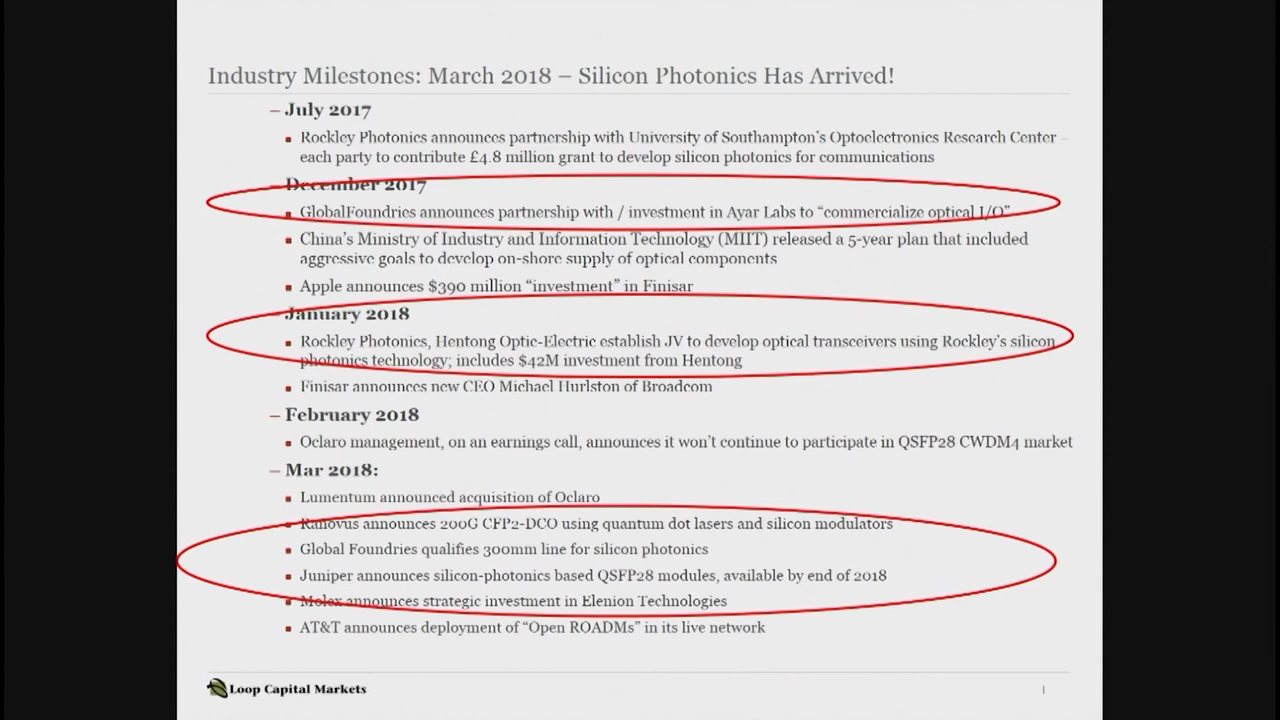 Industry Milestones: March 2018 – Silicon Photonics Has Arrived!
– July 2017
▪ Rockley Photonics announces partnership with University of Southampton's Optoelectronics Research Center –
each party to contribute £4.8 million grant to develop silicon photonics for communications
– December 2017
▪ GlobalFoundries announces partnership with / investment in Ayar Labs to "commercialize optical I/O"
▪ China's Ministry of Industry and Information Technology (MIIT) released a 5-year plan that included
aggressive goals to develop on-shore supply of optical components
▪ Apple announces $390 million "investment" in Finisar
– January 2018
▪ Rockley Photonics, Hentong Optic-Electric establish JV to develop optical transceivers using Rockley's silicon
photonics technology; includes $42M investment from Hentong
▪ Finisar announces new CEO Michael Hurlston of Broadcom
– February 2018
▪ Oclaro management, on an earnings call, announces it won't continue to participate in QSFP28 CWDM4 market
– Mar 2018:
▪ Lumentum announced acquisition of Oclaro
▪ Ranovus announces 200G CFP2-DCO using quantum dot lasers and silicon modulators
▪ Global Foundries qualifies 300mm line for silicon photonics
▪ Juniper announces silicon-photonics based QSFP28 modules, available by end of 2018
▪ Molex announces strategic investment in Elenion Technologies
▪ AT&T announces deployment of "Open ROADMs" in its live network
Loop Capital Markets
1